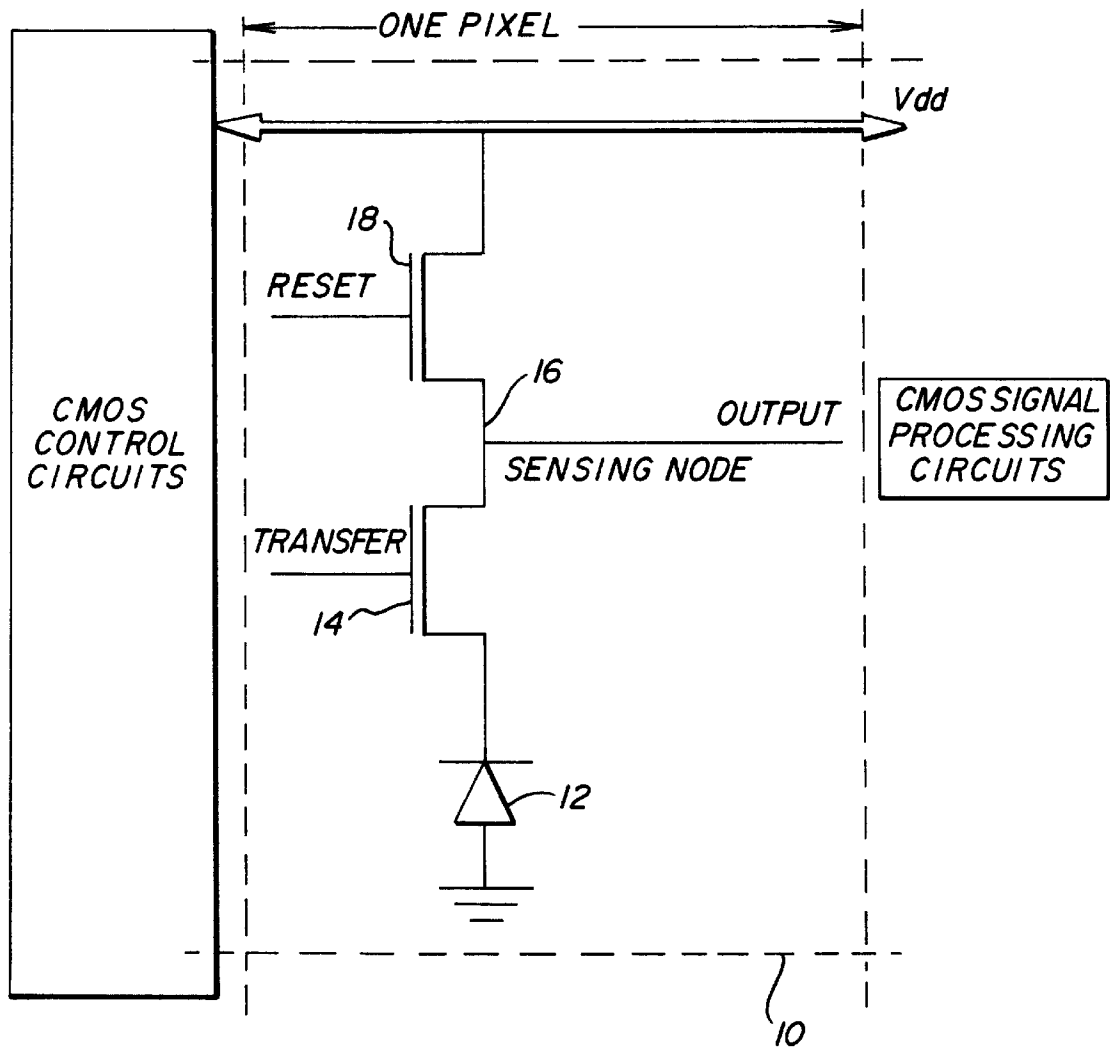 ONE PIXEL
Vdd
18
RESET
16
CMOS
CONTROL
CIRCUITS
OUTPUT
SENSING NODE
CMOS SIGNAL
PROCESSING
CIRCUITS
TRANSFER
14
12
10